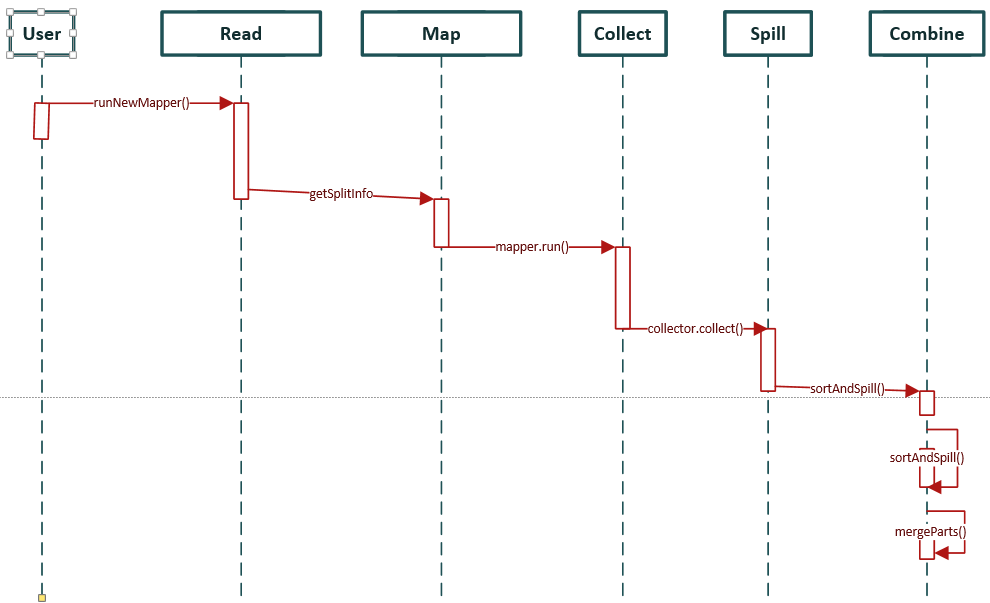 User
Read
Map
Collect
Spill
Combine
runNewMapper()
getSplitInfo
mapper.run()
collector.collect()
sortAndSpill()
sortAndSpill()
mergeParts()